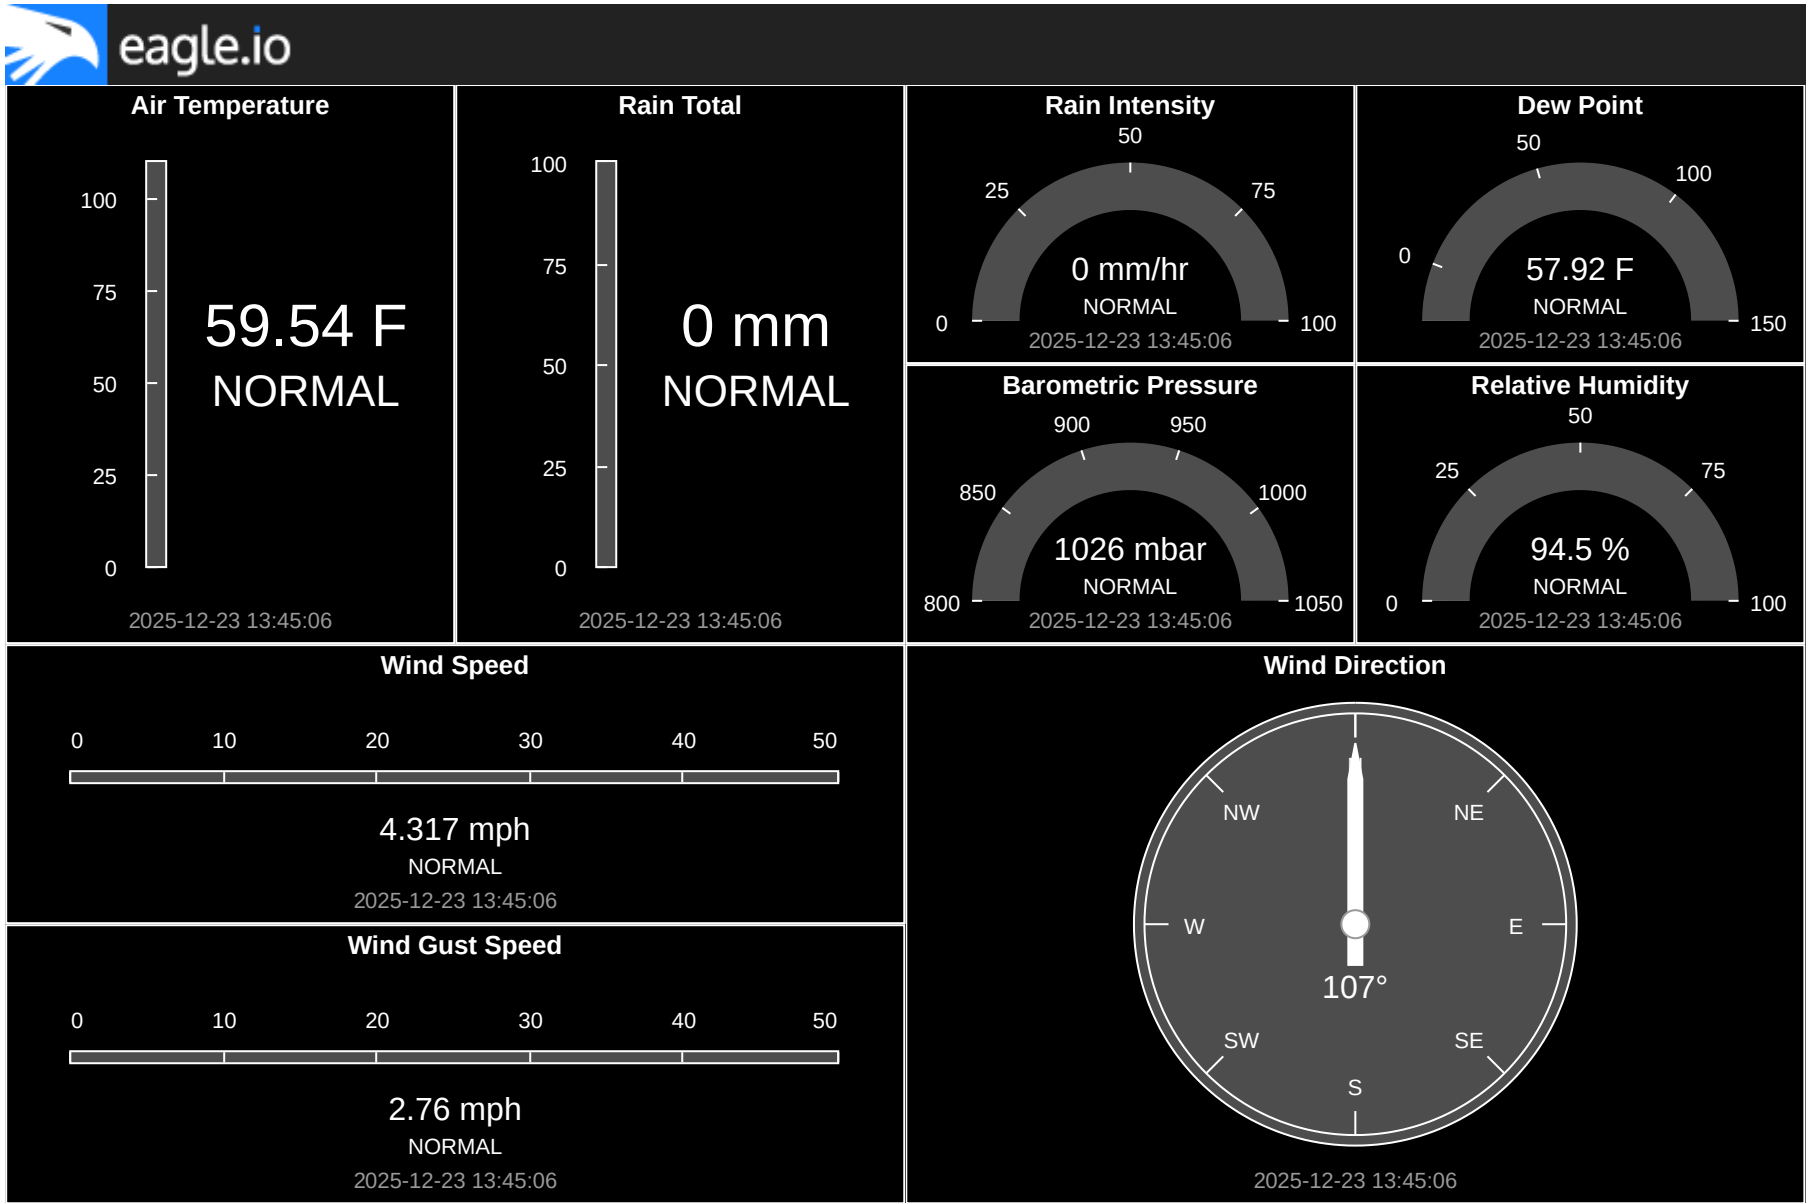 eagle.io
Air Temperature
100
75
50
25
0
59.54 F
NORMAL
2025-12-23 13:45:06
Rain Total
100
75
50
25
0
0 mm
NORMAL
2025-12-23 13:45:06
Rain Intensity
50
25
75
0
100
0 mm/hr
NORMAL
2025-12-23 13:45:06
Dew Point
50
100
0
150
57.92 F
NORMAL
2025-12-23 13:45:06
Barometric Pressure
900
950
850
1000
800
1050
1026 mbar
NORMAL
2025-12-23 13:45:06
Relative Humidity
50
25
75
0
100
94.5 %
NORMAL
2025-12-23 13:45:06
Wind Speed
0 10 20 30 40 50
4.317 mph
NORMAL
2025-12-23 13:45:06
Wind Gust Speed
0 10 20 30 40 50
2.76 mph
NORMAL
2025-12-23 13:45:06
Wind Direction
NW
NE
W
E
107°
SW
SE
S
2025-12-23 13:45:06